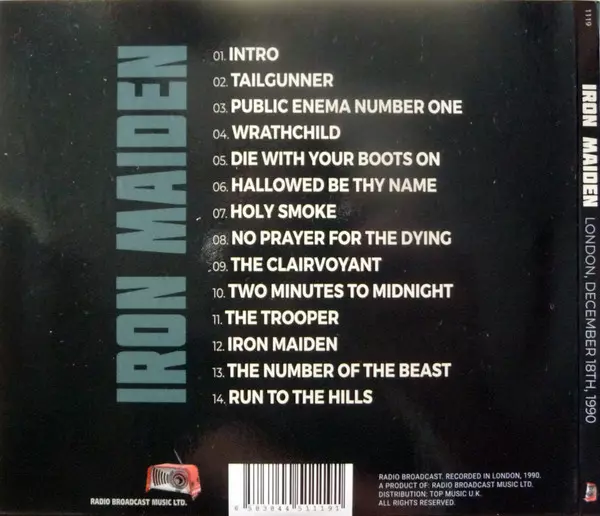 IRON MAIDEN
01. INTRO
02. TAILGUNNER
03. PUBLIC ENEMA NUMBER ONE
04. WRATHCHILD
05. DIE WITH YOUR BOOTS ON
06. HALLOWED BE THY NAME
07. HOLY SMOKE
08. NO PRAYER FOR THE DYING
09. THE CLAIRVOYANT
10. TWO MINUTES TO MIDNIGHT
11. THE TROOPER
12. IRON MAIDEN
13. THE NUMBER OF THE BEAST
14. RUN TO THE HILLS
RADIO BROADCAST MUSIC LTD.
6 503044 511191
RADIO BROADCAST. RECORDED IN LONDON, 1990.
A PRODUCT OF: RADIO BROADCAST MUSIC LTD.
DISTRIBUTION: TOP MUSIC U.K.
ALL RIGHTS RESERVED.
1119
IRON MAIDEN LONDON, DECEMBER 18TH, 1990